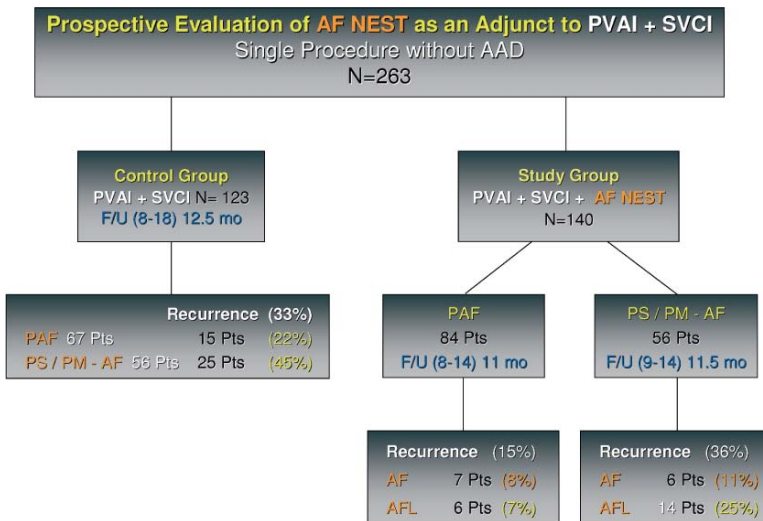 Prospective Evaluation of AF NEST as an Adjunct to PVAI + SVCI
Single Procedure without AAD
N=263
Control Group
PVAI + SVCI N= 123
F/U (8-18) 12.5 mo
Study Group
PVAI + SVCI + AF NEST
N=140
Recurrence (33%)
PAF 67 Pts 15 Pts (22%)
PS / PM - AF 56 Pts 25 Pts (45%)
PAF
84 Pts
F/U (8-14) 11 mo
PS / PM - AF
56 Pts
F/U (9-14) 11.5 mo
Recurrence (15%)
AF 7 Pts (8%)
AFL 6 Pts (7%)
Recurrence (36%)
AF 6 Pts (11%)
AFL 14 Pts (25%)